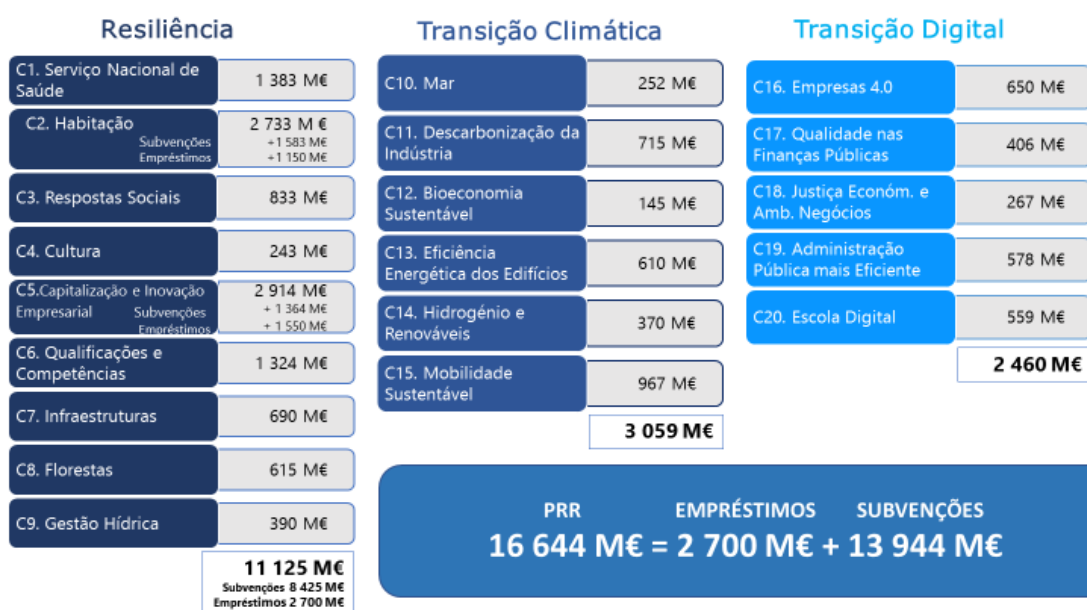 Resiliência
C1. Serviço Nacional de
Saúde
1 383 M€
C2. Habitação
2 733 M €
Subvenções
+1 583 M€
Empréstimos
+1 150 M€
C3. Respostas Sociais
833 M€
C4. Cultura
243 M€
C5.Capitalização e Inovação
2 914 M€
Empresarial Subvenções
+ 1 364 M€
Empréstimos
+ 1 550 M€
C6. Qualificações e
Competências
1 324 M€
C7. Infraestruturas
690 M€
C8. Florestas
615 M€
C9. Gestão Hídrica
390 M€
11 125 M€
Subvenções 8 425 M€
Empréstimos 2 700 M€
Transição Climática
C10. Mar
252 M€
C11. Descarbonização da
Indústria
715 M€
C12. Bioeconomia
Sustentável
145 M€
C13. Eficiência
Energética dos Edifícios
610 M€
C14. Hidrogénio e
Renováveis
370 M€
C15. Mobilidade
Sustentável
967 M€
3 059 M€
Transição Digital
C16. Empresas 4.0
650 M€
C17. Qualidade nas
Finanças Públicas
406 M€
C18. Justiça Económ. e
Amb. Negócios
267 M€
C19. Administração
Pública mais Eficiente
578 M€
C20. Escola Digital
559 M€
2 460 M€
PRR EMPRÉSTIMOS SUBVENÇÕES
16 644 M€ = 2 700 M€ + 13 944 M€